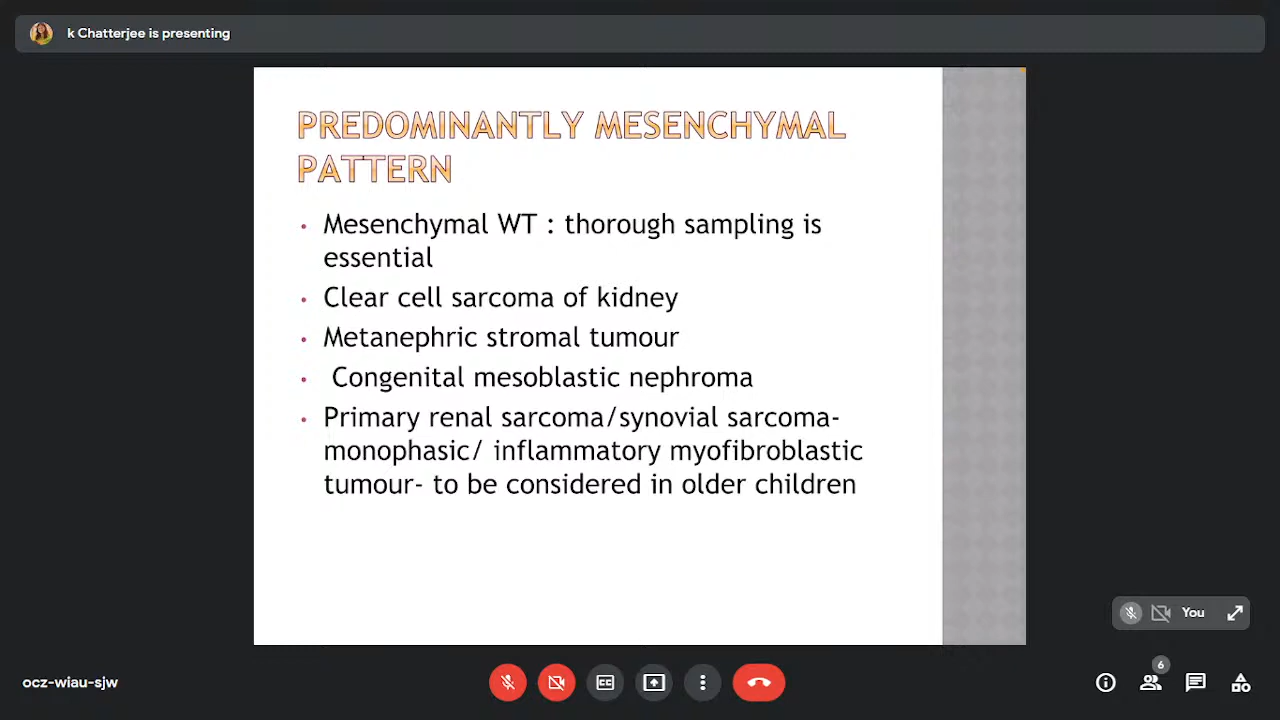 k Chatterjee is presenting
PREDOMINANTLY MESENCHYMAL
PATTERN
• Mesenchymal WT : thorough sampling is
essential
• Clear cell sarcoma of kidney
• Metanephric stromal tumour
• Congenital mesoblastic nephroma
• Primary renal sarcoma/synovial sarcoma-
monophasic/ inflammatory myofibroblastic
tumour- to be considered in older children
You
6
ocz-wiau-sjw
CC